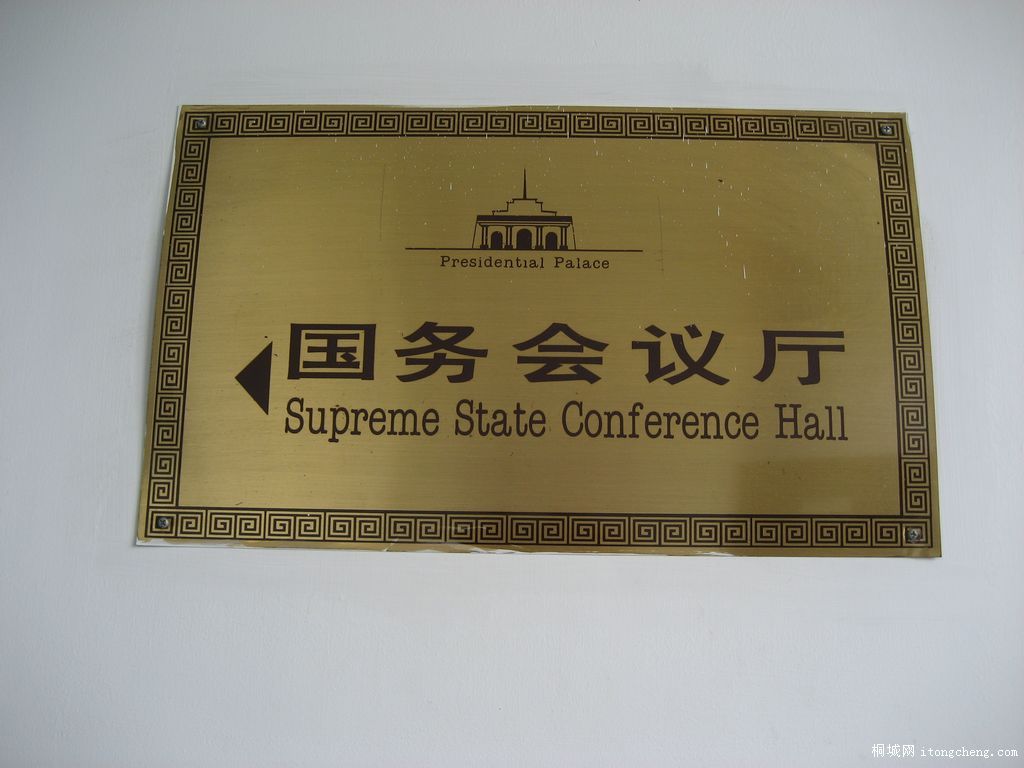 Presidential Palace
国务会议厅
Supreme State Conference Hall
桐城网 itongcheng.com